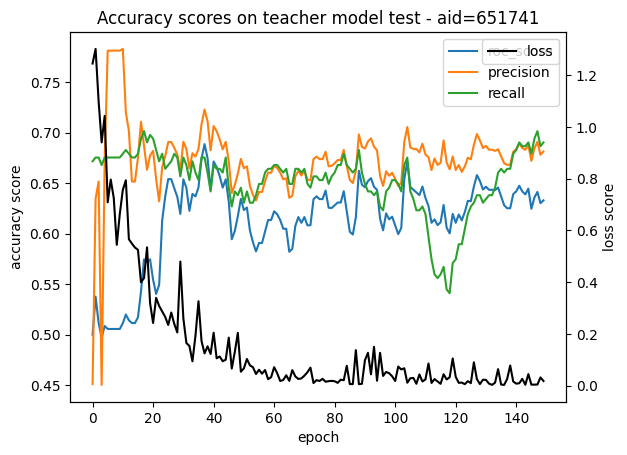 Accuracy scores on teacher model test - aid=651741
loss
precision
recall
accuracy score
0.75
0.70
0.65
0.60
0.55
0.50
0.45
loss score
1.2
1.0
0.8
0.6
0.4
0.2
0.0
0 20 40 60 80 100 120 140
epoch